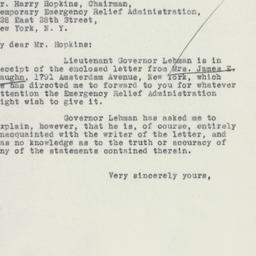 r. Harry Hopkins, Chairman,
emporary Emergency Relief Administration,
38 East 28th Street,
ew York, N. Y.
y dear Mr. Hopkins:
Lieutenant Governor Lehman is in
eceipt of the enclosed letter from Mrs. James E.
aughn, 1791 Amsterdam Avenue, New York, which
e has directed me to forward to you for whatever
ttention the Emergency Relief Administration
ight wish to give it.
Governor Lehman has asked me to
xplain, however, that he is, of course, entirely
nacquainted with the writer of the letter, and
as no knowledge as to the truth or accuracy of
ny of the statements contained therein.
Very sincerely yours,